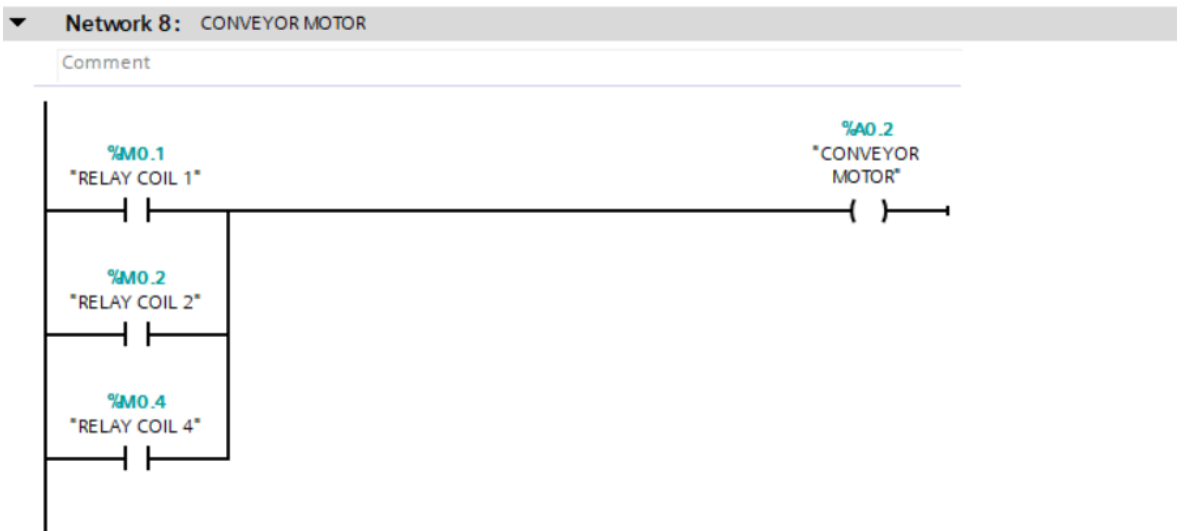 Network 8: CONVEYOR MOTOR
Comment
%A0.2
"CONVEYOR
MOTOR"
%M0.1
"RELAY COIL 1"
%M0.2
"RELAY COIL 2"
%M0.4
"RELAY COIL 4"